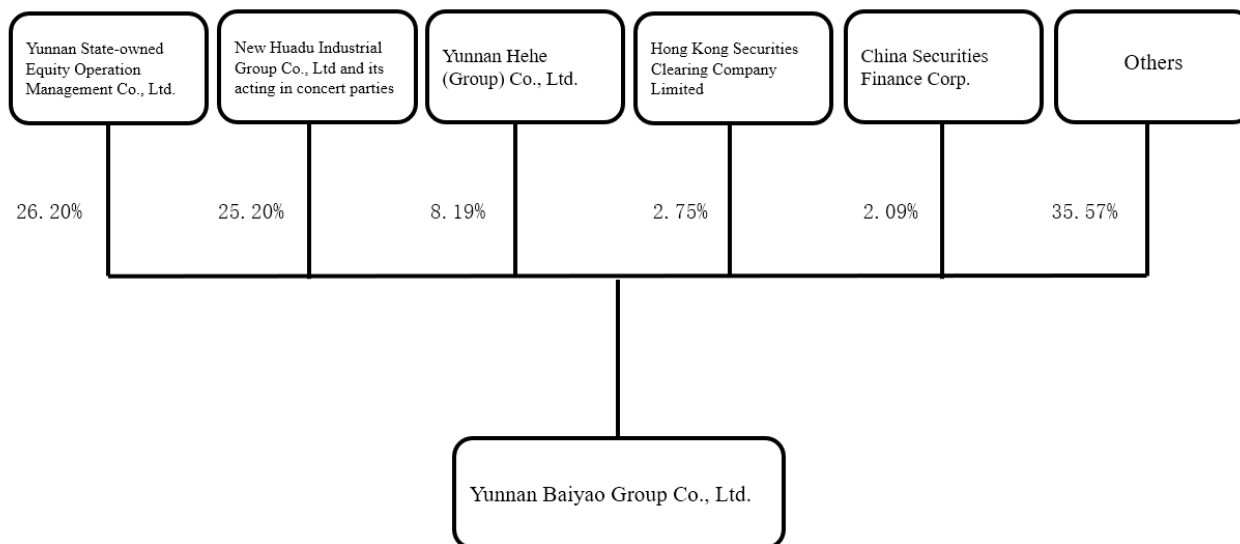 Yunnan State-owned
Equity Operation
Management Co., Ltd.
New Huadu Industrial
Group Co., Ltd and its
acting in concert parties
Yunnan Hehe
(Group) Co., Ltd.
Hong Kong Securities
Clearing Company
Limited
China Securities
Finance Corp.
Others
26.20%
25.20%
8.19%
2.75%
2.09%
35.57%
Yunnan Baiyao Group Co., Ltd.